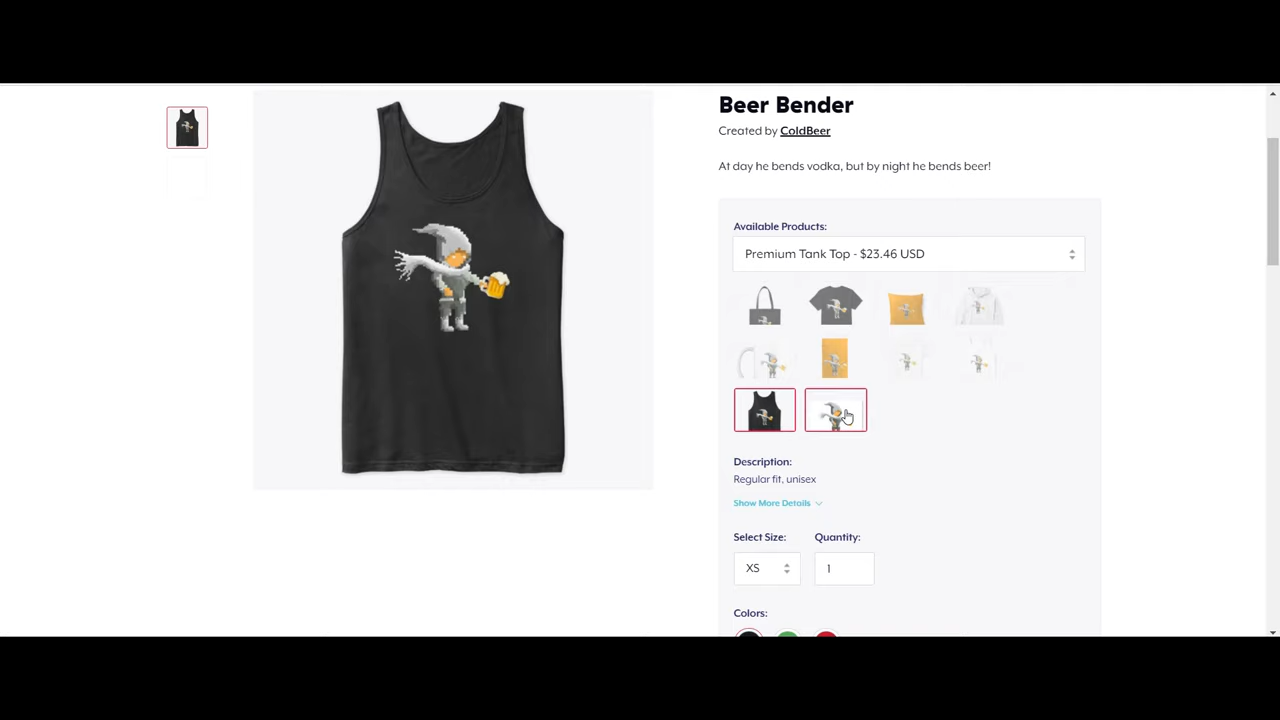 Beer Bender
Created by ColdBeer
At day he bends vodka, but by night he bends beer!
Available Products:
Premium Tank Top - $23.46 USD
Description:
Regular fit, unisex
Show More Details
Select Size:
Quantity:
XS
1
Colors: